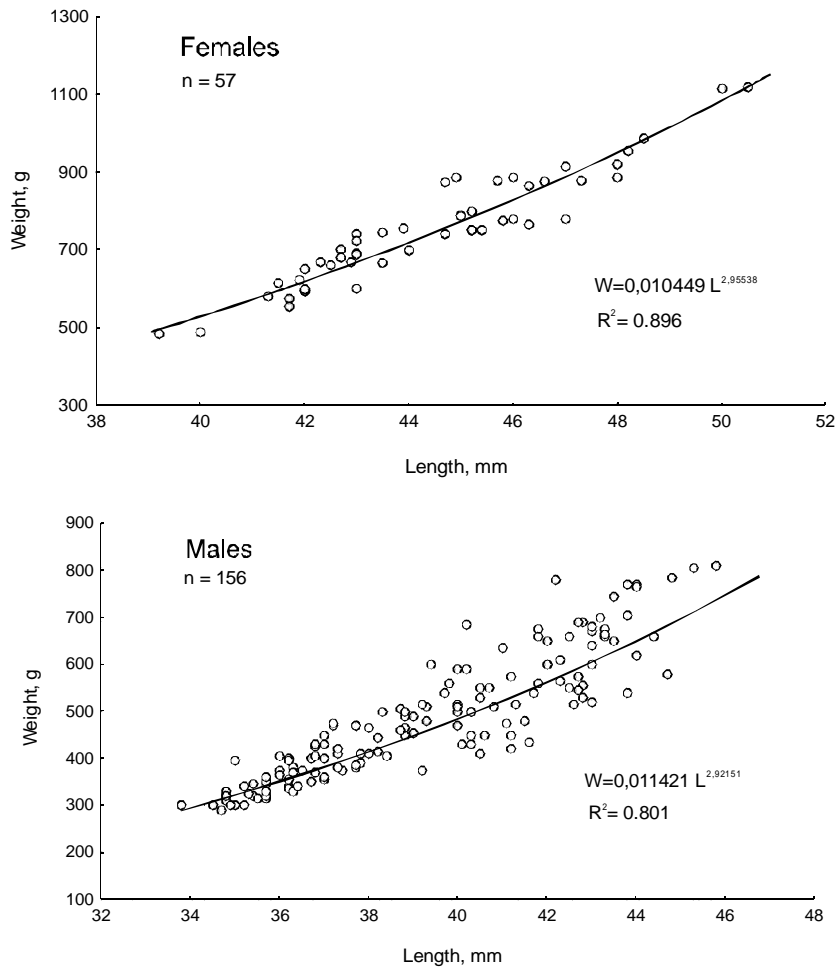 1300
Females
n = 57
1100
900
Weight, g
700
W=0,010449 L^2,95538
500
R^2= 0.896
300
38 40 42 44 46 48 50 52
Length, mm
900
Males
n = 156
800
700
600
Weight, g
500
400
W=0,011421 L^2,92151
300
R^2= 0.801
200
100
32 34 36 38 40 42 44 46 48
Length, mm